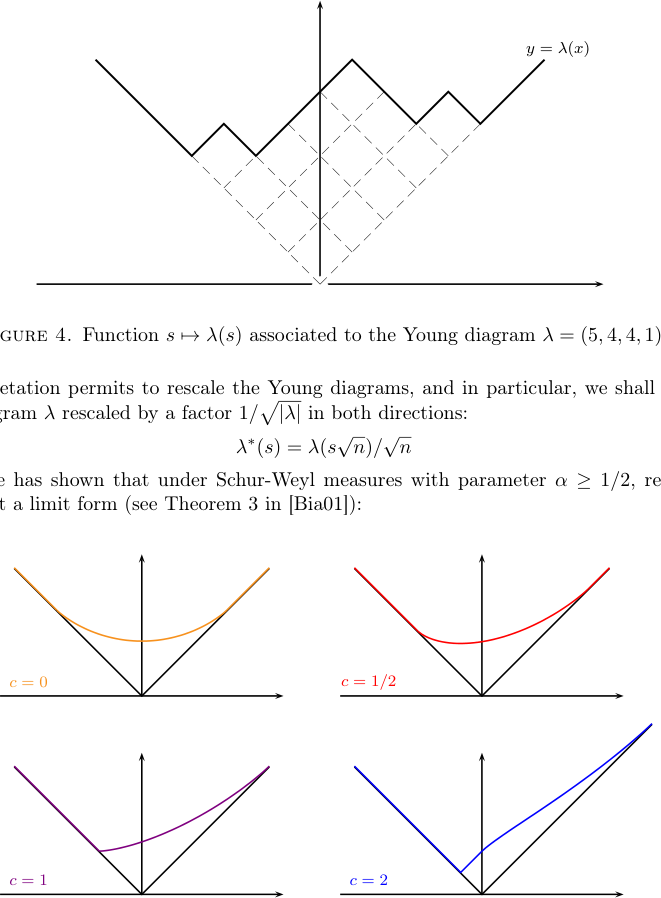 y = λ(x)
GURE 4. Function s ↦ λ(s) associated to the Young diagram λ = (5, 4, 4, 1)
etation permits to rescale the Young diagrams, and in particular, we shall
gram λ rescaled by a factor 1/√|λ| in both directions:
λ*(s) = λ(s√n)/√n
e has shown that under Schur-Weyl measures with parameter α ≥ 1/2, re
t a limit form (see Theorem 3 in [Bia01]):
c = 0
c = 1/2
c = 1
c = 2